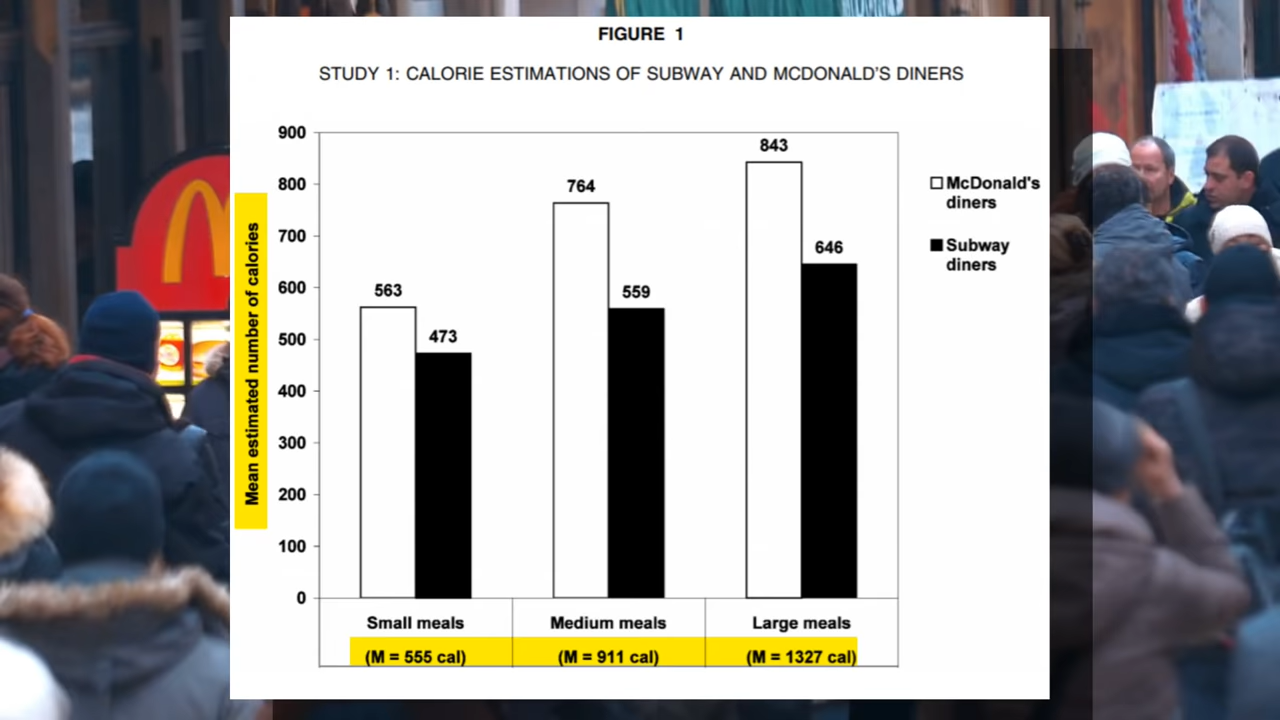 FIGURE 1
STUDY 1: CALORIE ESTIMATIONS OF SUBWAY AND MCDONALD'S DINERS
Mean estimated number of calories
900
800
700
600
500
400
300
200
100
0
563
473
764
559
843
646
McDonald's
diners
Subway
diners
Small meals
Medium meals
Large meals
(M = 555 cal)
(M = 911 cal)
(M = 1327 cal)